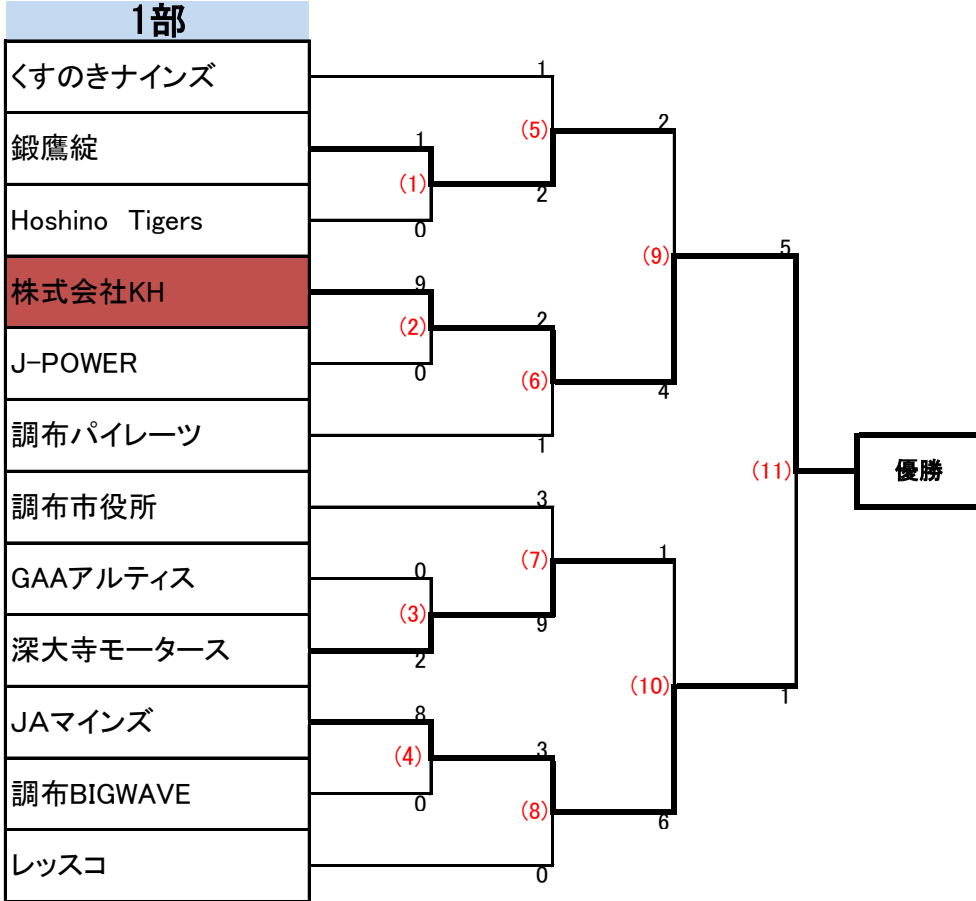 1部
くすのきナインズ
1
(5)
2
鍛鷹綻
1
(1)
2
Hoshino Tigers
0
(9)
5
株式会社KH
9
(2)
2
J-POWER
0
(6)
4
調布パイレーツ
1
(11)
優勝
調布市役所
3
(7)
1
GAAアルティス
0
(3)
9
深大寺モータース
2
(10)
1
JAマインズ
8
(4)
3
調布BIGWAVE
0
(8)
6
レッスコ
0